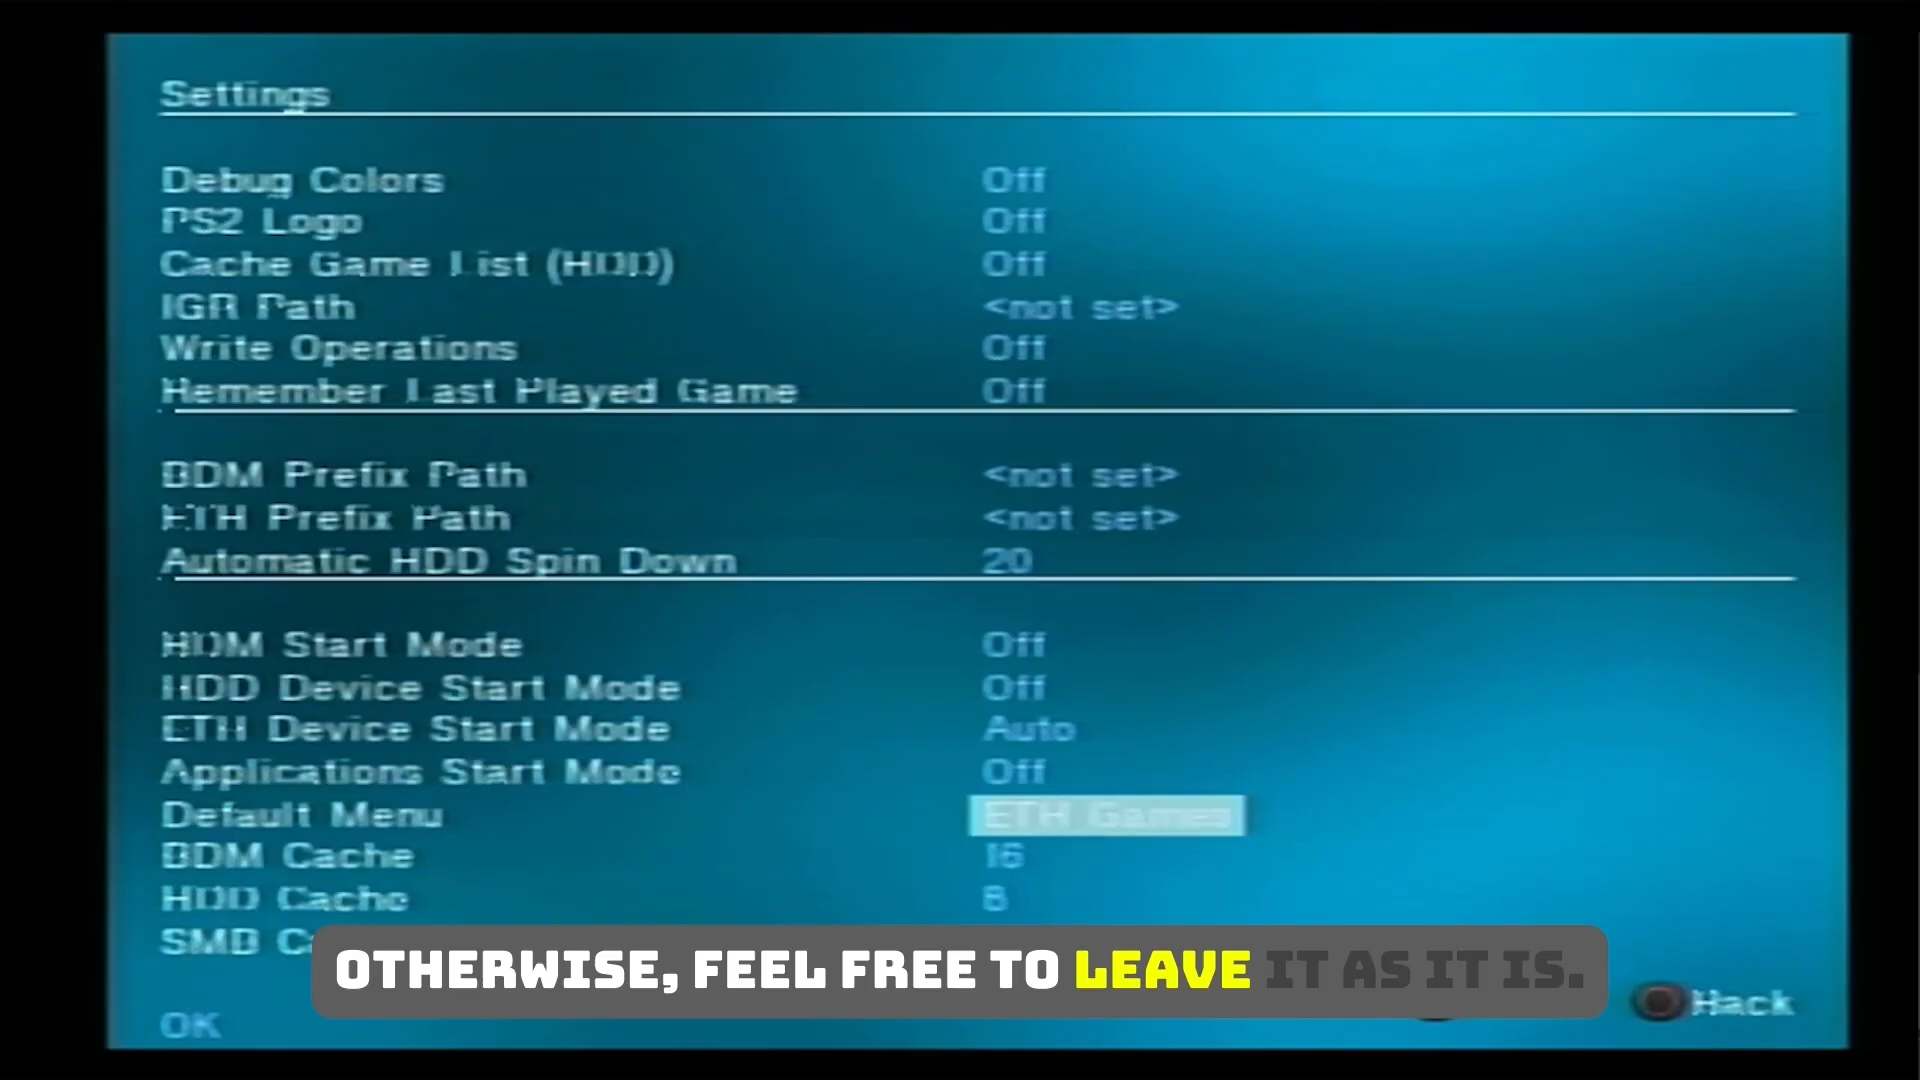 Settings
Debug Colors Off
PS2 Logo Off
Cache Game List (HDD) Off
IGR Path <not set>
Write Operations Off
Remember Last Played Game Off
BDM Prefix Path <not set>
ETH Prefix Path <not set>
Automatic HDD Spin Down 20
BDM Start Mode Off
HDD Device Start Mode Off
ETH Device Start Mode Auto
Applications Start Mode Off
Default Menu ETH Games
BDM Cache 16
HDD Cache 8
SMB
OTHERWISE, FEEL FREE TO LEAVE IT AS IT IS.
Back
OK